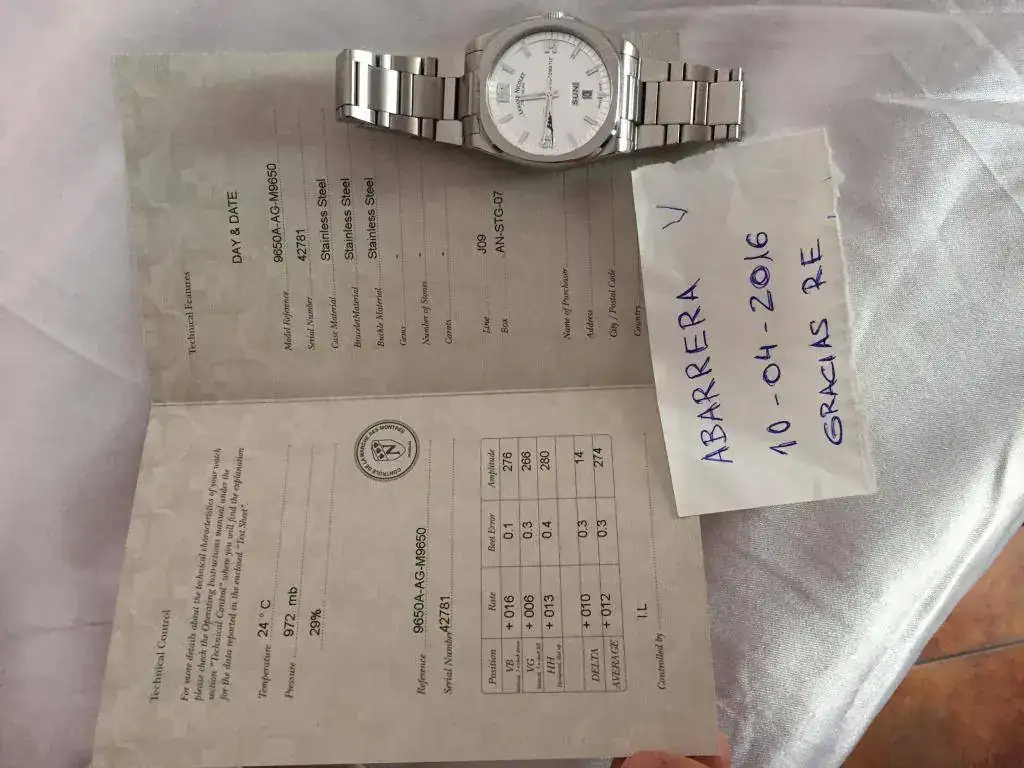 Technical Features
DAY & DATE
Model Reference 9650A-AG-M9650
Serial Number 42781
Case Material Stainless Steel
Bracelet Material Stainless Steel
Buckle Material Stainless Steel
Gems -
Number of Stones -
Carats -
Line J09
Box AN-STG-07
Name of Purchaser
Address
City / Postal Code
Country
Technical Control
For more details about the technical characteristics of your watch
please check the Operating Instructions manual under the
section "Technical Control" where you will find the explanation
for the data reported in the enclosed "Test Sheet".
Temperature 24 ° C
Pressure 972 mb
29%
Reference 9650A-AG-M9650
Serial Number 42781
Position Rate Beat Error Amplitude
VB + 016 0.1 276
VG + 006 0.3 266
HH + 013 0.4 280
DELTA + 010 0.3 14
AVERAGE + 012 0.3 274
Controlled by I.L
N
ABARRERA V
10-04-2016
GRACIAS RE
SUN
AUTOMATIC